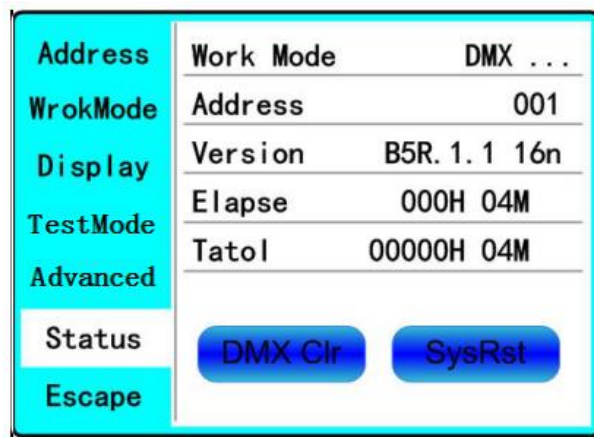 Address
WrokMode
Display
TestMode
Advanced
Status
Escape
Work Mode DMX ...
Address 001
Version B5R.1.1 16n
Elapse 000H 04M
Tatol 00000H 04M
DMX Clr SysRst